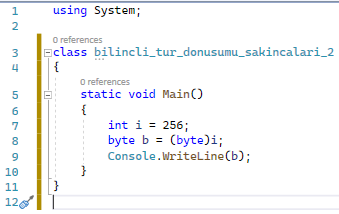 1 using System;
2
0 references
3 class bilincli_tur_donusumu_sakincalari_2
4 {
0 references
5 static void Main()
6 {
7 int i = 256;
8 byte b = (byte)i;
9 Console.WriteLine(b);
10 }
11 }
12